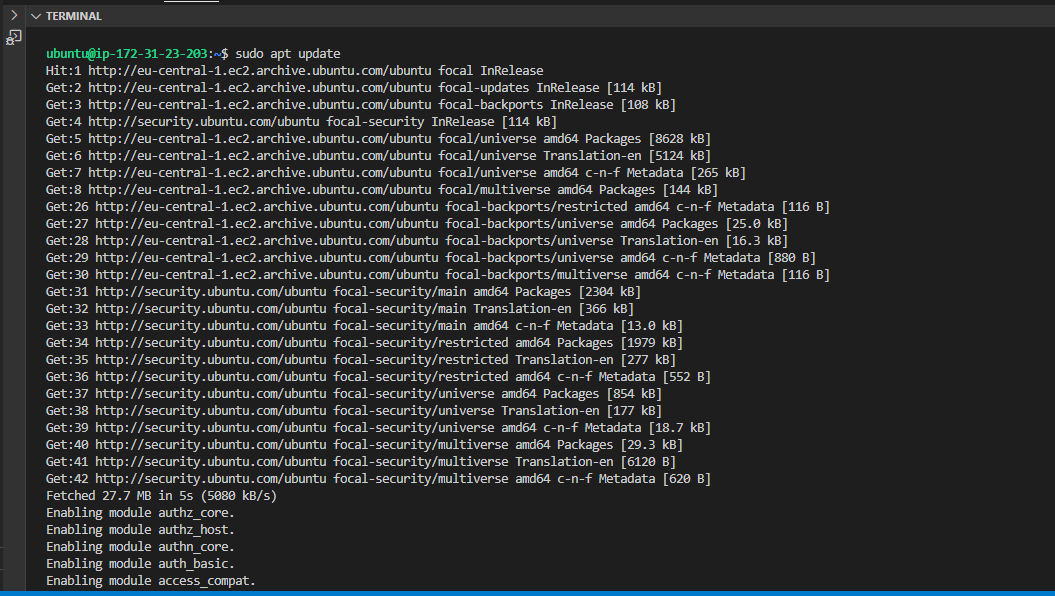 TERMINAL
ubuntu@ip-172-31-23-203:~$ sudo apt update
Hit:1 http://eu-central-1.ec2.archive.ubuntu.com/ubuntu focal InRelease
Get:2 http://eu-central-1.ec2.archive.ubuntu.com/ubuntu focal-updates InRelease [114 kB]
Get:3 http://eu-central-1.ec2.archive.ubuntu.com/ubuntu focal-backports InRelease [108 kB]
Get:4 http://security.ubuntu.com/ubuntu focal-security InRelease [114 kB]
Get:5 http://eu-central-1.ec2.archive.ubuntu.com/ubuntu focal/universe amd64 Packages [8628 kB]
Get:6 http://eu-central-1.ec2.archive.ubuntu.com/ubuntu focal/universe Translation-en [5124 kB]
Get:7 http://eu-central-1.ec2.archive.ubuntu.com/ubuntu focal/universe amd64 c-n-f Metadata [265 kB]
Get:8 http://eu-central-1.ec2.archive.ubuntu.com/ubuntu focal/multiverse amd64 Packages [144 kB]
Get:26 http://eu-central-1.ec2.archive.ubuntu.com/ubuntu focal-backports/restricted amd64 c-n-f Metadata [116 B]
Get:27 http://eu-central-1.ec2.archive.ubuntu.com/ubuntu focal-backports/universe amd64 Packages [25.0 kB]
Get:28 http://eu-central-1.ec2.archive.ubuntu.com/ubuntu focal-backports/universe Translation-en [16.3 kB]
Get:29 http://eu-central-1.ec2.archive.ubuntu.com/ubuntu focal-backports/universe amd64 c-n-f Metadata [880 B]
Get:30 http://eu-central-1.ec2.archive.ubuntu.com/ubuntu focal-backports/multiverse amd64 c-n-f Metadata [116 B]
Get:31 http://security.ubuntu.com/ubuntu focal-security/main amd64 Packages [2304 kB]
Get:32 http://security.ubuntu.com/ubuntu focal-security/main Translation-en [366 kB]
Get:33 http://security.ubuntu.com/ubuntu focal-security/main amd64 c-n-f Metadata [13.0 kB]
Get:34 http://security.ubuntu.com/ubuntu focal-security/restricted amd64 Packages [1979 kB]
Get:35 http://security.ubuntu.com/ubuntu focal-security/restricted Translation-en [277 kB]
Get:36 http://security.ubuntu.com/ubuntu focal-security/restricted amd64 c-n-f Metadata [552 B]
Get:37 http://security.ubuntu.com/ubuntu focal-security/universe amd64 Packages [854 kB]
Get:38 http://security.ubuntu.com/ubuntu focal-security/universe Translation-en [177 kB]
Get:39 http://security.ubuntu.com/ubuntu focal-security/universe amd64 c-n-f Metadata [18.7 kB]
Get:40 http://security.ubuntu.com/ubuntu focal-security/multiverse amd64 Packages [29.3 kB]
Get:41 http://security.ubuntu.com/ubuntu focal-security/multiverse Translation-en [6120 B]
Get:42 http://security.ubuntu.com/ubuntu focal-security/multiverse amd64 c-n-f Metadata [620 B]
Fetched 27.7 MB in 5s (5080 kB/s)
Enabling module authz_core.
Enabling module authz_host.
Enabling module authn_core.
Enabling module auth_basic.
Enabling module access_compat.